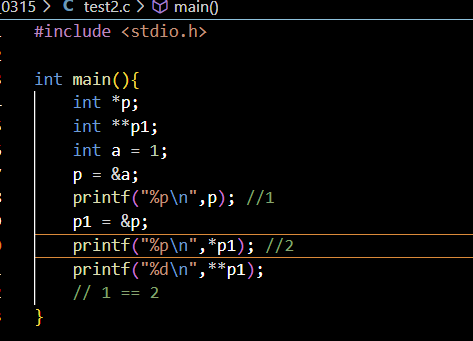 _0315 > C test2.c > main()
#include <stdio.h>
int main(){
int *p;
int **p1;
int a = 1;
p = &a;
printf("%p\n",p); //1
p1 = &p;
printf("%p\n",*p1); //2
printf("%d\n",**p1);
// 1 == 2
}